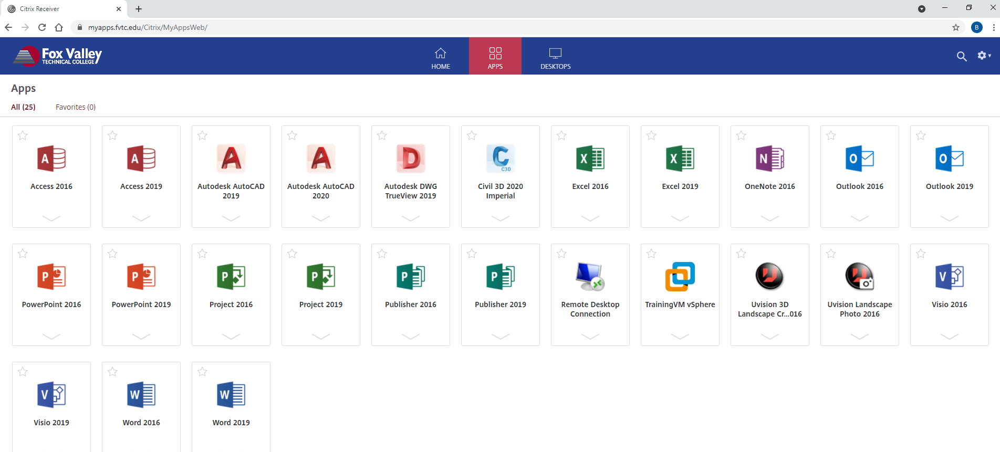 Citrix Receiver
myapps.fvtc.edu/Citrix/MyAppsWeb/
B
Fox Valley
TECHNICAL COLLEGE
HOME
APPS
DESKTOPS
Apps
All (25)
Favorites (0)
Access 2016
Access 2019
Autodesk AutoCAD
2019
Autodesk AutoCAD
2020
Autodesk DWG
TrueView 2019
C3D
Civil 3D 2020
Imperial
Excel 2016
Excel 2019
OneNote 2016
Outlook 2016
Outlook 2019
PowerPoint 2016
PowerPoint 2019
Project 2016
Project 2019
Publisher 2016
Publisher 2019
Remote Desktop
Connection
TrainingVM vSphere
Uvision 3D
Landscape Cr...016
Uvision Landscape
Photo 2016
Visio 2016
Visio 2019
Word 2016
Word 2019